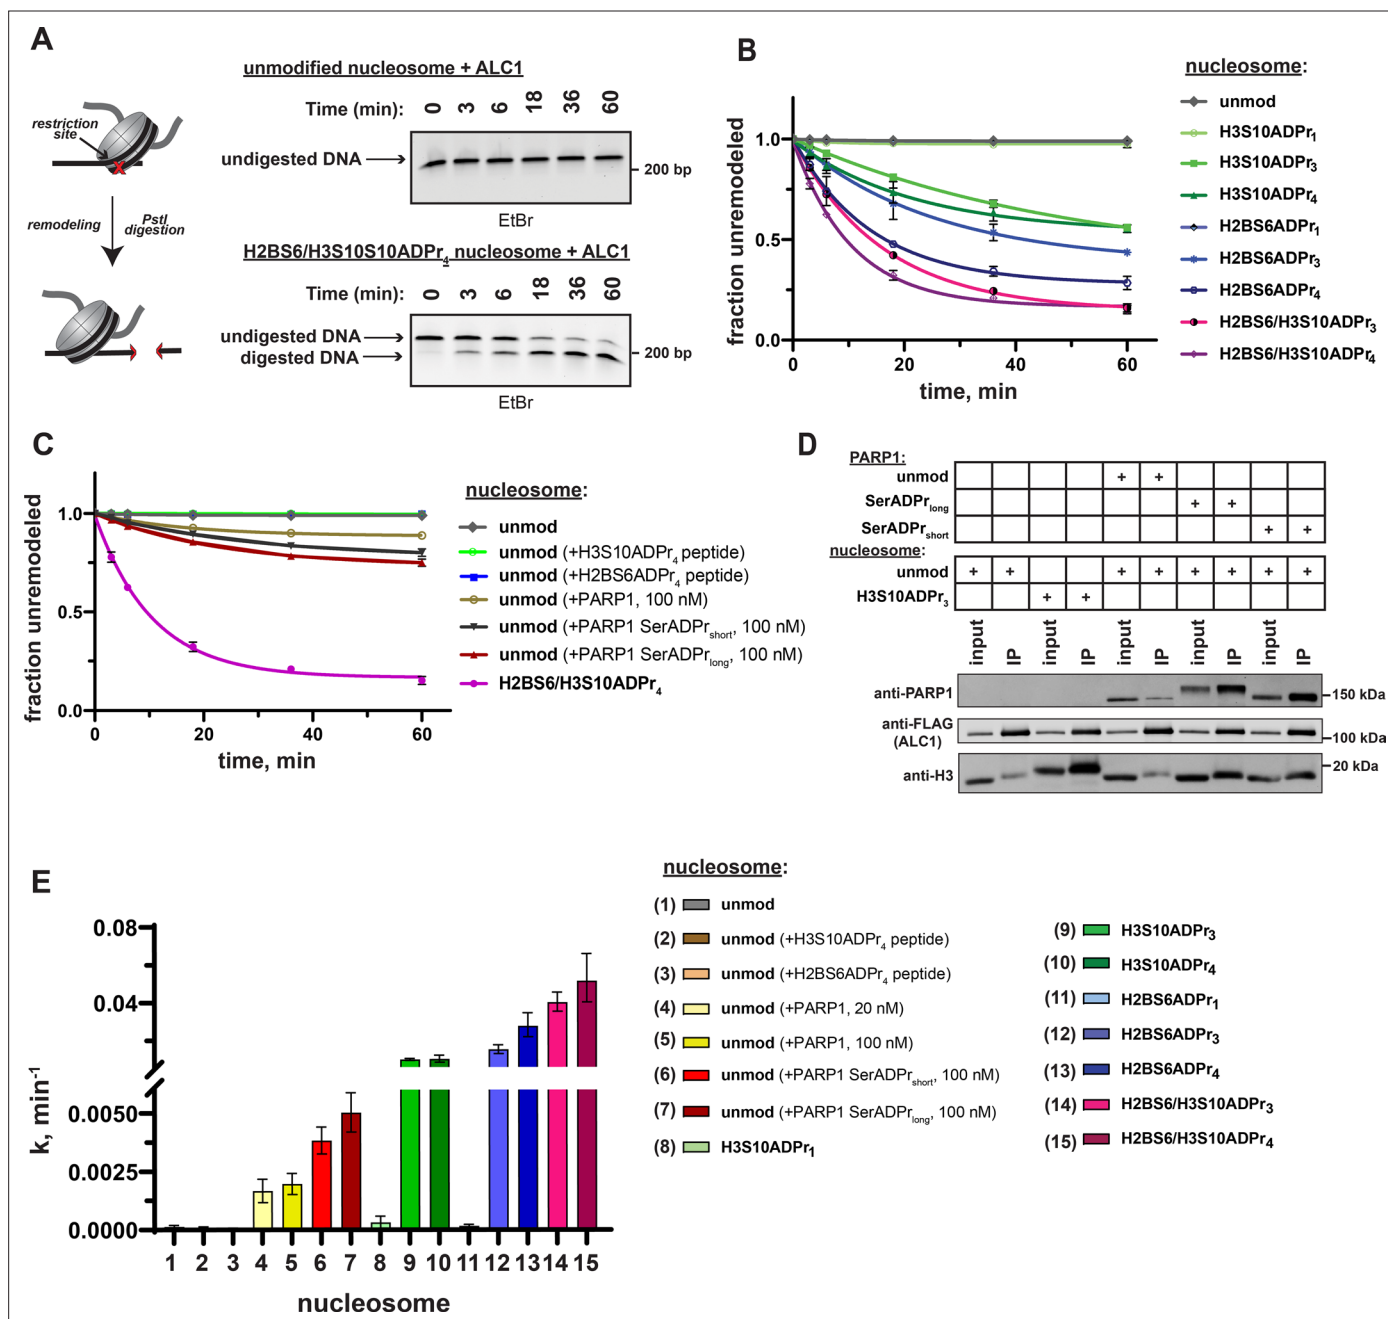 A
restriction
site
X
remodeling
PstI
digestion
unmodified nucleosome + ALC1
Time (min): 0 3 6 18 36 60
undigested DNA
200 bp
EtBr
H2BS6/H3S10S10ADPr4 nucleosome + ALC1
Time (min): 0 3 6 18 36 60
undigested DNA
digested DNA
200 bp
EtBr
B
fraction unremodeled
1.0
0.5
0.0
0 20 40 60
time, min
nucleosome:
unmod
H3S10ADPr1
H3S10ADPr3
H3S10ADPr4
H2BS6ADPr1
H2BS6ADPr3
H2BS6ADPr4
H2BS6/H3S10ADPr3
H2BS6/H3S10ADPr4
C
fraction unremodeled
1.0
0.5
0.0
0 20 40 60
time, min
nucleosome:
unmod
unmod (+H3S10ADPr4 peptide)
unmod (+H2BS6ADPr4 peptide)
unmod (+PARP1, 100 nM)
unmod (+PARP1 SerADPrshort, 100 nM)
unmod (+PARP1 SerADPrlong, 100 nM)
H2BS6/H3S10ADPr4
D
PARP1:
unmod + +
SerADPrlong + +
SerADPrshort + +
nucleosome:
unmod + + + + + + + +
H3S10ADPr3 + +
input IP input IP input IP input IP input IP
anti-PARP1
150 kDa
anti-FLAG
(ALC1)
100 kDa
anti-H3
20 kDa
E
k, min-1
0.08
0.04
0.0050
0.0025
0.0000
1 2 3 4 5 6 7 8 9 10 11 12 13 14 15
nucleosome
nucleosome:
(1) unmod
(2) unmod (+H3S10ADPr4 peptide)
(3) unmod (+H2BS6ADPr4 peptide)
(4) unmod (+PARP1, 20 nM)
(5) unmod (+PARP1, 100 nM)
(6) unmod (+PARP1 SerADPrshort, 100 nM)
(7) unmod (+PARP1 SerADPrlong, 100 nM)
(8) H3S10ADPr1
(9) H3S10ADPr3
(10) H3S10ADPr4
(11) H2BS6ADPr1
(12) H2BS6ADPr3
(13) H2BS6ADPr4
(14) H2BS6/H3S10ADPr3
(15) H2BS6/H3S10ADPr4